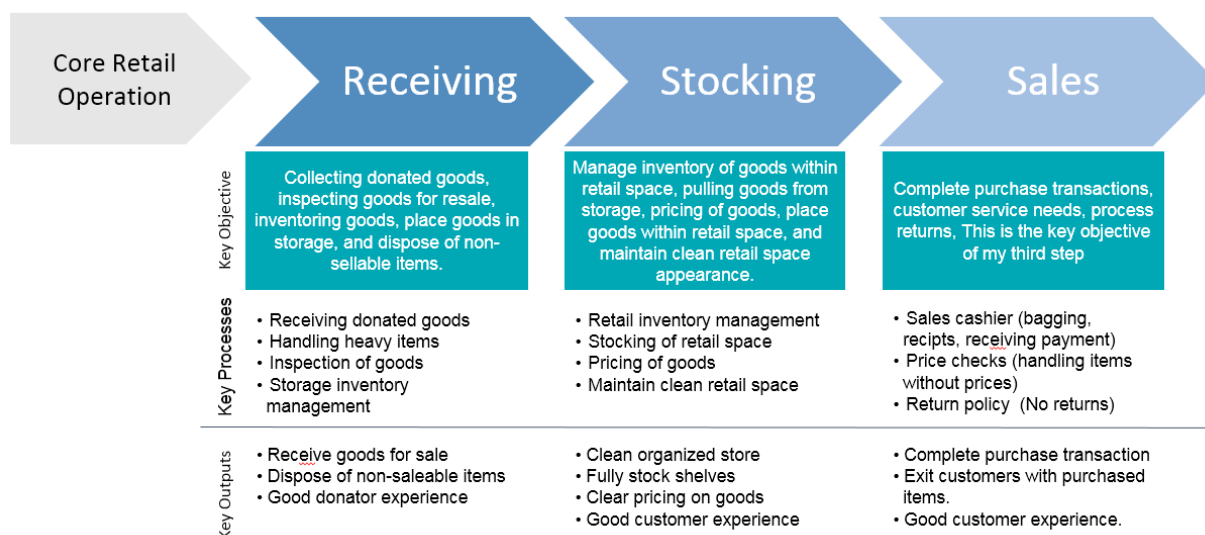 Core Retail
Operation
Receiving
Stocking
Sales
Key Objective
Collecting donated goods,
inspecting goods for resale,
inventoring goods, place goods in
storage, and dispose of non-
sellable items.
Manage inventory of goods within
retail space, pulling goods from
storage, pricing of goods, place
goods within retail space, and
maintain clean retail space
appearance.
Complete purchase transactions,
customer service needs, process
returns, This is the key objective
of my third step
Key Processes
• Receiving donated goods
• Handling heavy items
• Inspection of goods
• Storage inventory
management
• Retail inventory management
• Stocking of retail space
• Pricing of goods
• Maintain clean retail space
• Sales cashier (bagging,
recipts, receiving payment)
• Price checks (handling items
without prices)
• Return policy (No returns)
Key Outputs
• Receive goods for sale
• Dispose of non-saleable items
• Good donator experience
• Clean organized store
• Fully stock shelves
• Clear pricing on goods
• Good customer experience
• Complete purchase transaction
• Exit customers with purchased
items.
• Good customer experience.